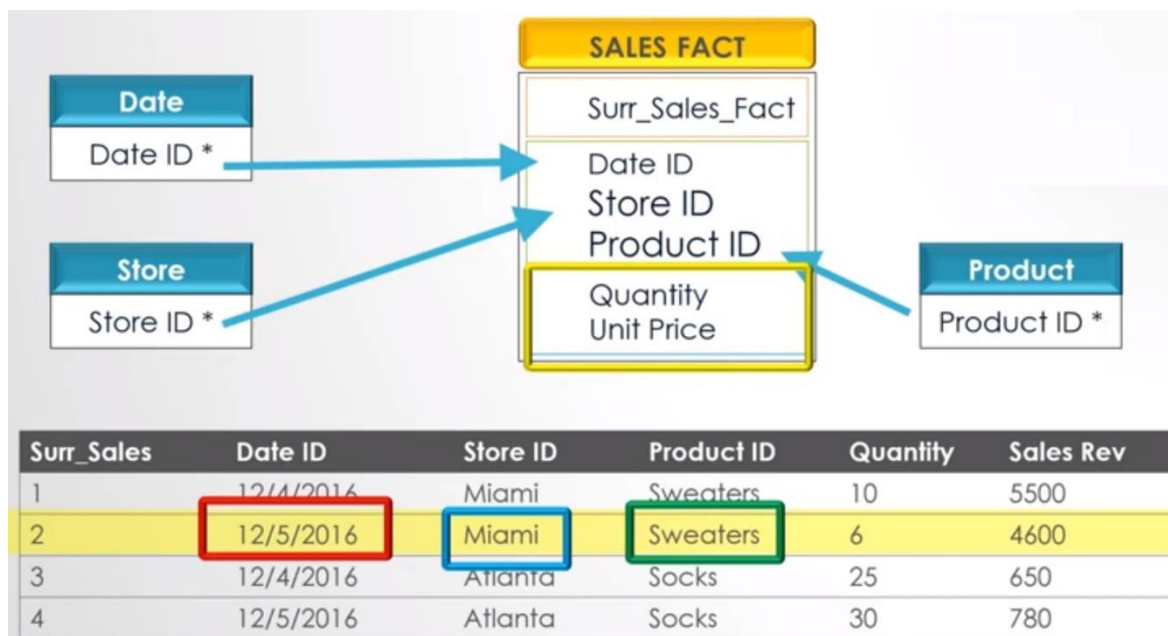 SALES FACT
Surr_Sales_Fact
Date
Date ID *
Date ID
Store ID
Product ID
Store
Store ID *
Quantity
Unit Price
Product
Product ID *
Surr_Sales Date ID Store ID Product ID Quantity Sales Rev
1 12/4/2016 Miami Sweaters 10 5500
2 12/5/2016 Miami Sweaters 6 4600
3 12/4/2016 Atlanta Socks 25 650
4 12/5/2016 Atlanta Socks 30 780